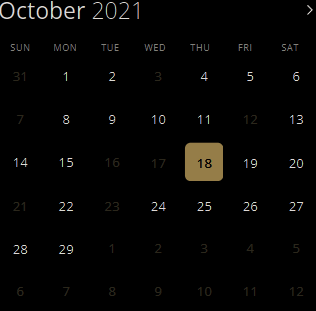 October 2021
SUN MON TUE WED THU FRI SAT
31 1 2 3 4 5 6
7 8 9 10 11 12 13
14 15 16 17 18 19 20
21 22 23 24 25 26 27
28 29 1 2 3 4 5
6 7 8 9 10 11 12